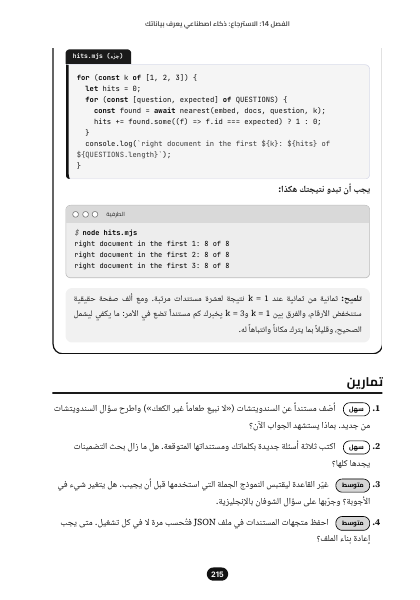 الفصل 14: الاسترجاع: ذكاء اصطناعي يعرف بياناتك
hits.mjs (جزء)
for (const k of [1, 2, 3]) {
  let hits = 0;
  for (const [question, expected] of QUESTIONS) {
    const found = await nearest(embed, docs, question, k);
    hits += found.some((f) => f.id === expected) ? 1 : 0;
  }
  console.log(`right document in the first ${k}: ${hits} of
${QUESTIONS.length}`);
}
يجب أن تبدو نتيجتك هكذا:
الطرفية
$ node hits.mjs
right document in the first 1: 8 of 8
right document in the first 2: 8 of 8
right document in the first 3: 8 of 8
تلميح: ثمانية من ثمانية عند k = 1 نتيجة لعشرة مستندات مرتبة. ومع ألف صفحة حقيقية
ستنخفض الأرقام، والفرق بين k = 1 و k = 3 يخبرك كم مستنداً تضع في الأمر: ما يكفي ليشمل
الصحيح، وقليلاً بما يترك مكاناً وانتباهاً له.
تمارين
1. سهل أضف مستنداً عن السندويتشات («لا نبيع طعاماً غير الكعك») واطرح سؤال السندويتشات
من جديد. بماذا يستشهد الجواب الآن؟
2. سهل اكتب ثلاثة أسئلة جديدة بكلماتك ومستنداتها المتوقعة. هل ما زال بحث التضمينات
يجدها كلها؟
3. متوسط غيّر القاعدة ليقتبس النموذج الجملة التي استخدمها قبل أن يجيب. هل يتغير شيء في
الأجوبة؟ وجرّبها على سؤال الشوفان بالإنجليزية.
4. متوسط احفظ متجهات المستندات في ملف JSON فتُحسب مرة لا في كل تشغيل. متى يجب
إعادة بناء الملف؟
215